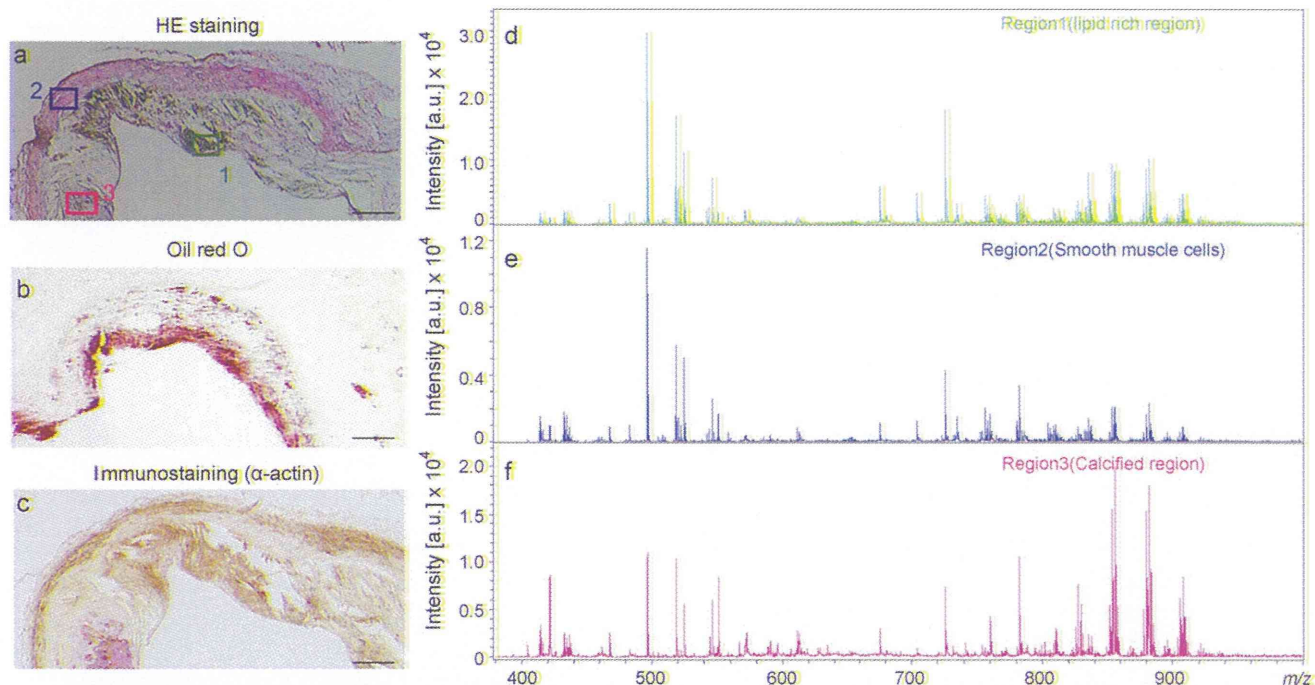 HE staining
a
2
1
3
Oil red O
b
Immunostaining (α-actin)
c
Intensity [a.u.] x 10⁴
3.0
2.0
1.0
0
d
Region1(lipid rich region)
Intensity [a.u.] x 10⁴
1.2
0.8
0.4
0
e
Region2(Smooth muscle cells)
Intensity [a.u.] x 10⁴
2.0
1.5
1.0
0.5
0
f
Region3(Calcified region)
400 500 600 700 800 900 m/z